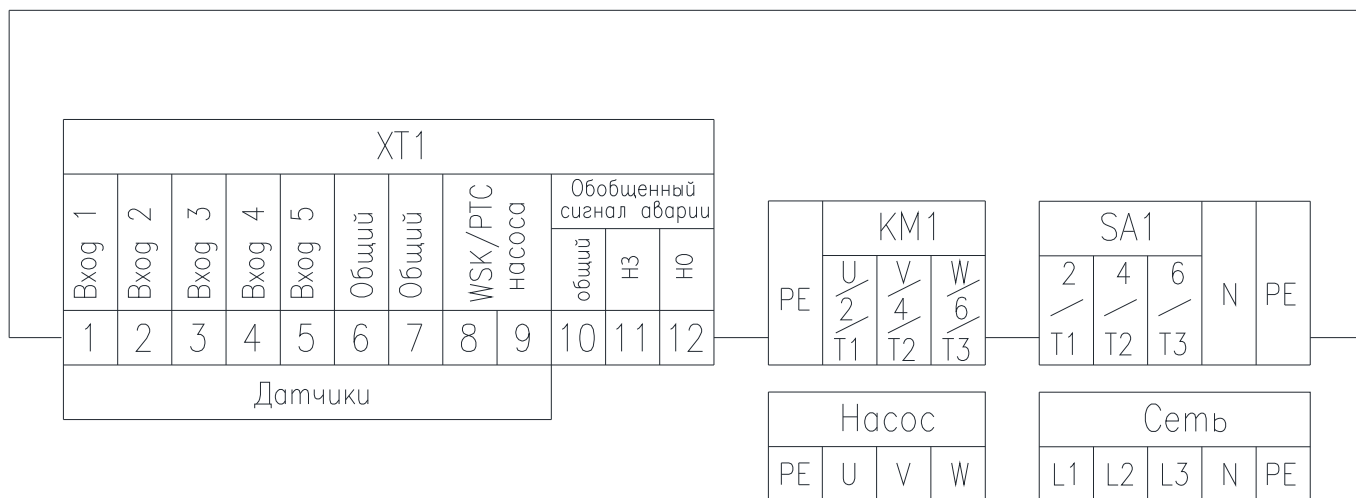 XT1
Вход 1
Вход 2
Вход 3
Вход 4
Вход 5
Общий
Общий
WSK/PTC
насоса
Обобщенный
сигнал аварии
общий
НЗ
НО
1 2 3 4 5 6 7 8 9 10 11 12
Датчики
PE
KM1
U/2/T1
V/4/T2
W/6/T3
Насос
PE U V W
SA1
2/T1
4/T2
6/T3
N
PE
Сеть
L1 L2 L3 N PE